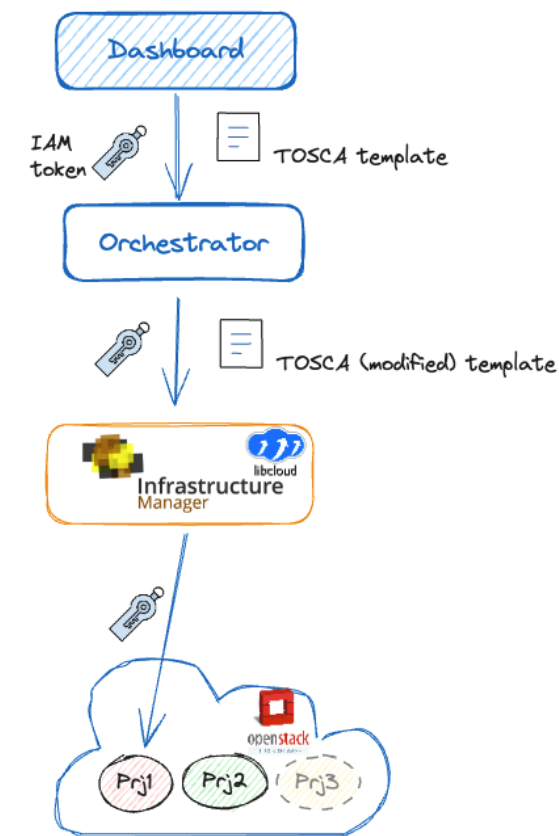 Dashboard
IAM
token
TOSCA template
Orchestrator
TOSCA (modified) template
libcloud
Infrastructure
Manager
openstack
Prj1
Prj2
Prj3